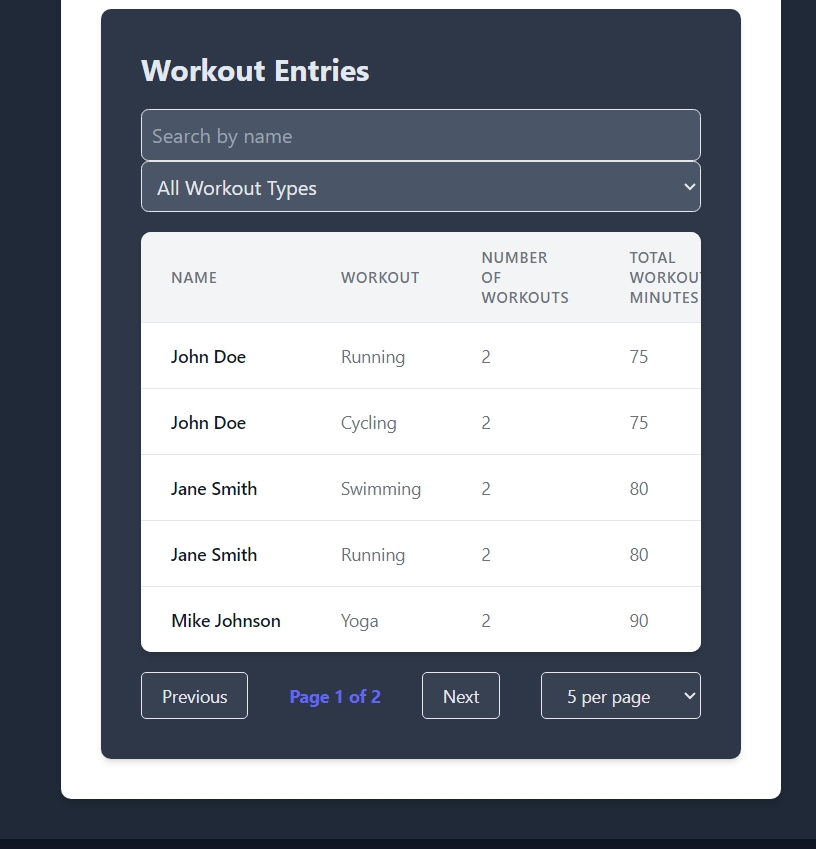 Workout Entries
Search by name
All Workout Types
NAME WORKOUT NUMBER OF WORKOUTS TOTAL WORKOU MINUTES
John Doe Running 2 75
John Doe Cycling 2 75
Jane Smith Swimming 2 80
Jane Smith Running 2 80
Mike Johnson Yoga 2 90
Previous Page 1 of 2 Next 5 per page